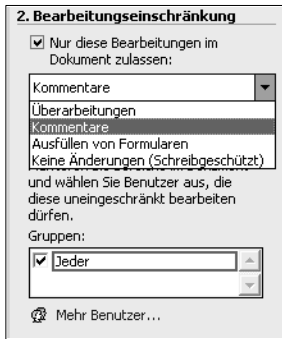 2. Bearbeitungseinschränkung
Nur diese Bearbeitungen im
Dokument zulassen:
Kommentare
Überarbeitungen
Kommentare
Ausfüllen von Formularen
Keine Änderungen (Schreibgeschützt)
und wählen Sie Benutzer aus, die
diese uneingeschränkt bearbeiten
dürfen.
Gruppen:
Jeder
Mehr Benutzer...